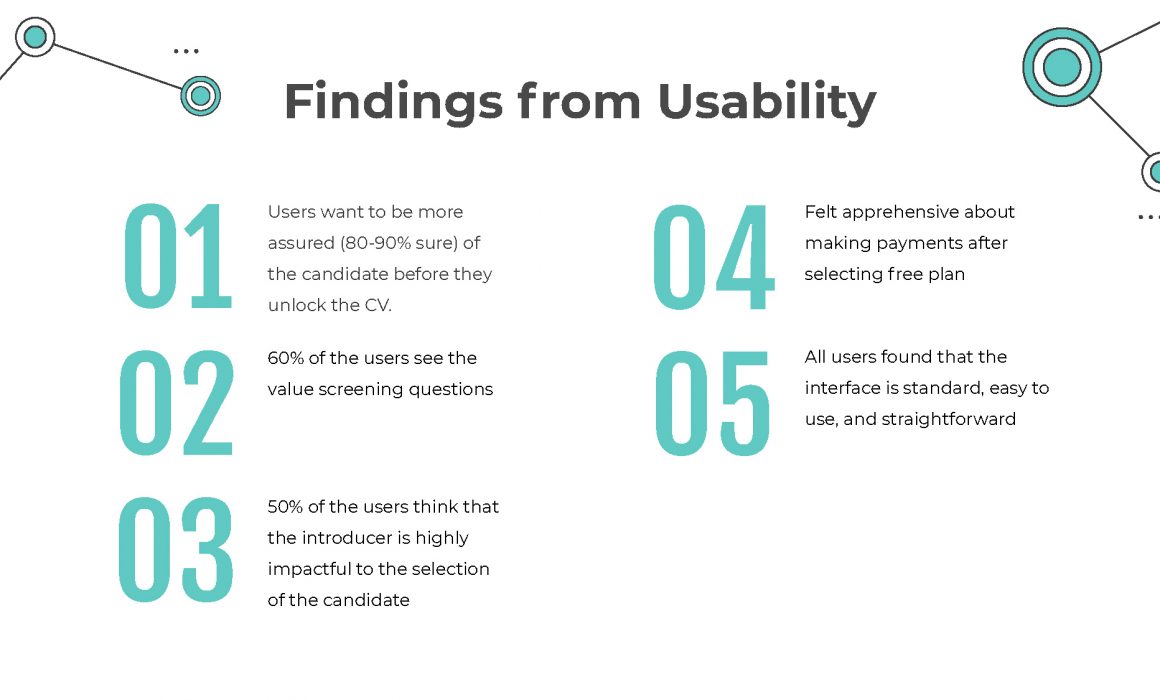 Findings from Usability
01
Users want to be more
assured (80-90% sure) of
the candidate before they
unlock the CV.
02
60% of the users see the
value screening questions
03
50% of the users think that
the introducer is highly
impactful to the selection
of the candidate
04
Felt apprehensive about
making payments after
selecting free plan
05
All users found that the
interface is standard, easy to
use, and straightforward